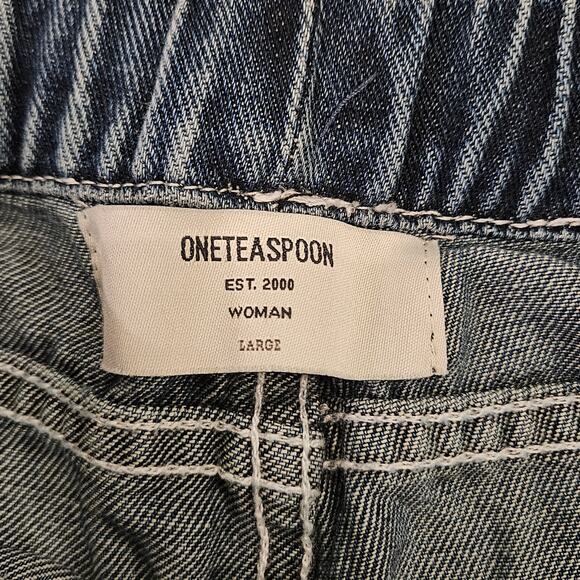 ONETEASPOON
EST. 2000
WOMAN
LARGE